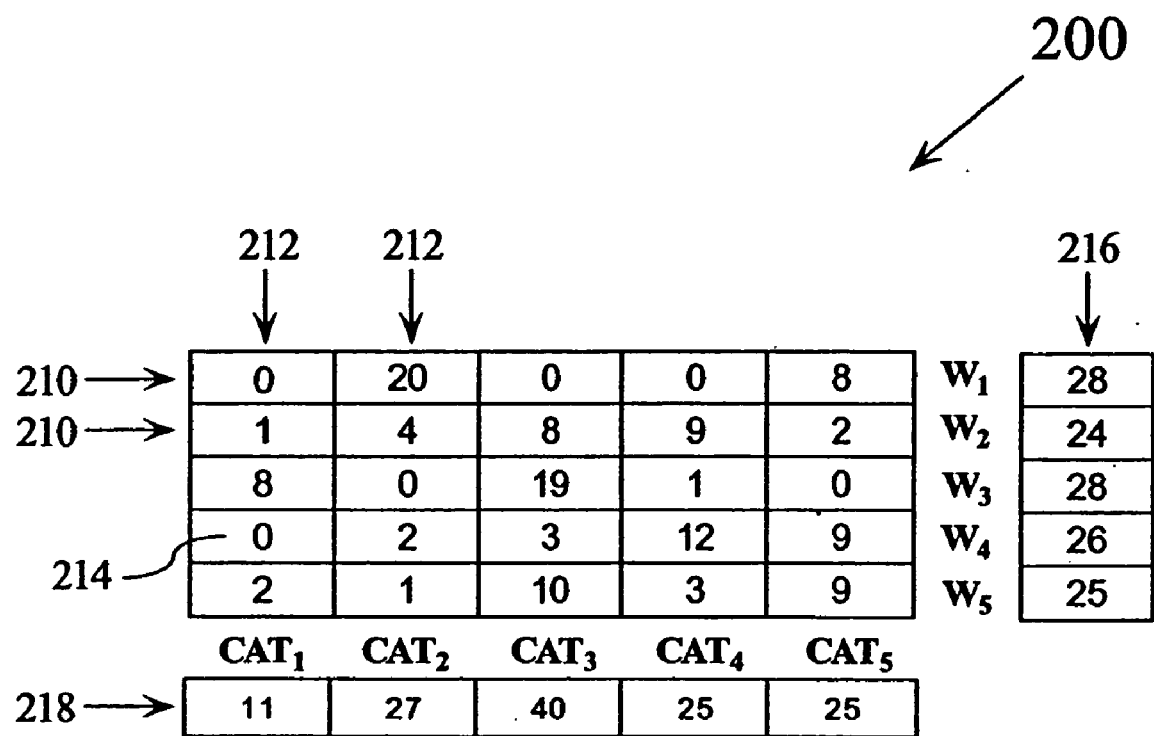 200
212 212 216
210 0 20 0 0 8 W₁ 28
210 1 4 8 9 2 W₂ 24
8 0 19 1 0 W₃ 28
214 0 2 3 12 9 W₄ 26
2 1 10 3 9 W₅ 25
CAT₁ CAT₂ CAT₃ CAT₄ CAT₅
218 11 27 40 25 25